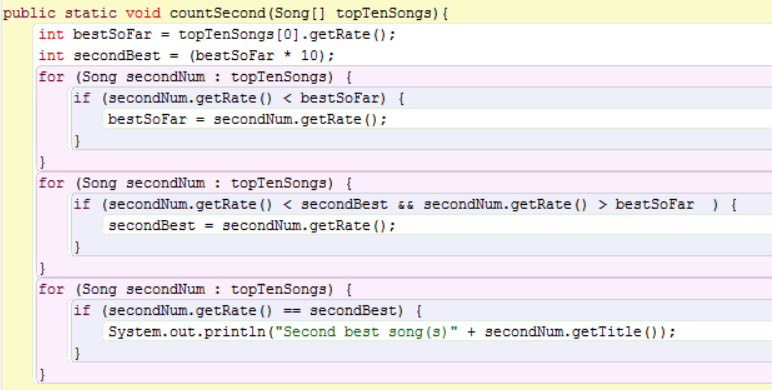 public static void countSecond(Song[] topTenSongs){
int bestSoFar = topTenSongs[0].getRate();
int secondBest = (bestSoFar * 10);
for (Song secondNum : topTenSongs) {
if (secondNum.getRate() < bestSoFar) {
bestSoFar = secondNum.getRate();
}
}
for (Song secondNum : topTenSongs) {
if (secondNum.getRate() < secondBest && secondNum.getRate() > bestSoFar  ) {
secondBest = secondNum.getRate();
}
}
for (Song secondNum : topTenSongs) {
if (secondNum.getRate() == secondBest) {
System.out.println("Second best song(s)" + secondNum.getTitle());
}
}